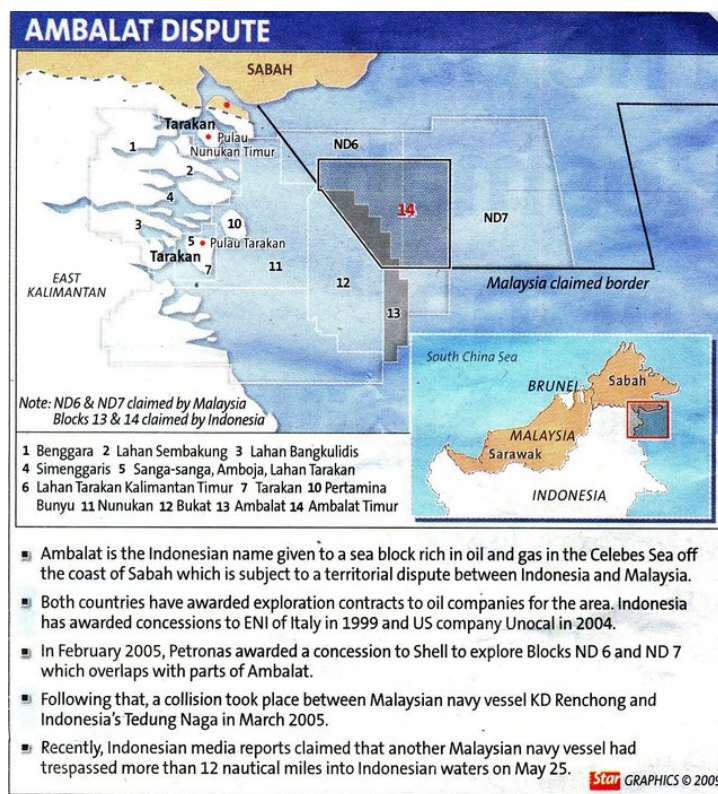 AMBALAT DISPUTE
SABAH
Tarakan
Pulau
Nunukan Timur
1
2
ND6
4
14
ND7
3
10
5
Pulau Tarakan
Tarakan
7
11
12
EAST
KALIMANTAN
Malaysia claimed border
13
South China Sea
BRUNEI
Sabah
MALAYSIA
Sarawak
INDONESIA
Note: ND6 & ND7 claimed by Malaysia
Blocks 13 & 14 claimed by Indonesia
1 Benggara 2 Lahan Sembakung 3 Lahan Bangkulidis
4 Simenggaris 5 Sanga-sanga, Amboja, Lahan Tarakan
6 Lahan Tarakan Kalimantan Timur 7 Tarakan 10 Pertamina
Bunyu 11 Nunukan 12 Bukat 13 Ambalat 14 Ambalat Timur
Ambalat is the Indonesian name given to a sea block rich in oil and gas in the Celebes Sea off
the coast of Sabah which is subject to a territorial dispute between Indonesia and Malaysia.
Both countries have awarded exploration contracts to oil companies for the area. Indonesia
has awarded concessions to ENI of Italy in 1999 and US company Unocal in 2004.
In February 2005, Petronas awarded a concession to Shell to explore Blocks ND 6 and ND 7
which overlaps with parts of Ambalat.
Following that, a collision took place between Malaysian navy vessel KD Renchong and
Indonesia's Tedung Naga in March 2005.
Recently, Indonesian media reports claimed that another Malaysian navy vessel had
trespassed more than 12 nautical miles into Indonesian waters on May 25.
Star GRAPHICS © 2009